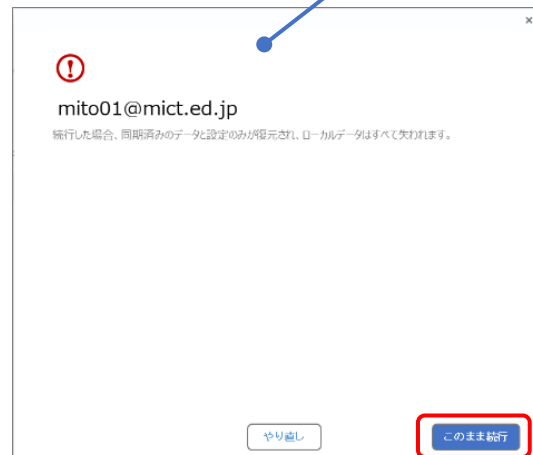 ×
mito01@mict.ed.jp
続行した場合、同期済みのデータと設定のみが復元され、ローカルデータはすべて失われます。
やり直し
このまま続行